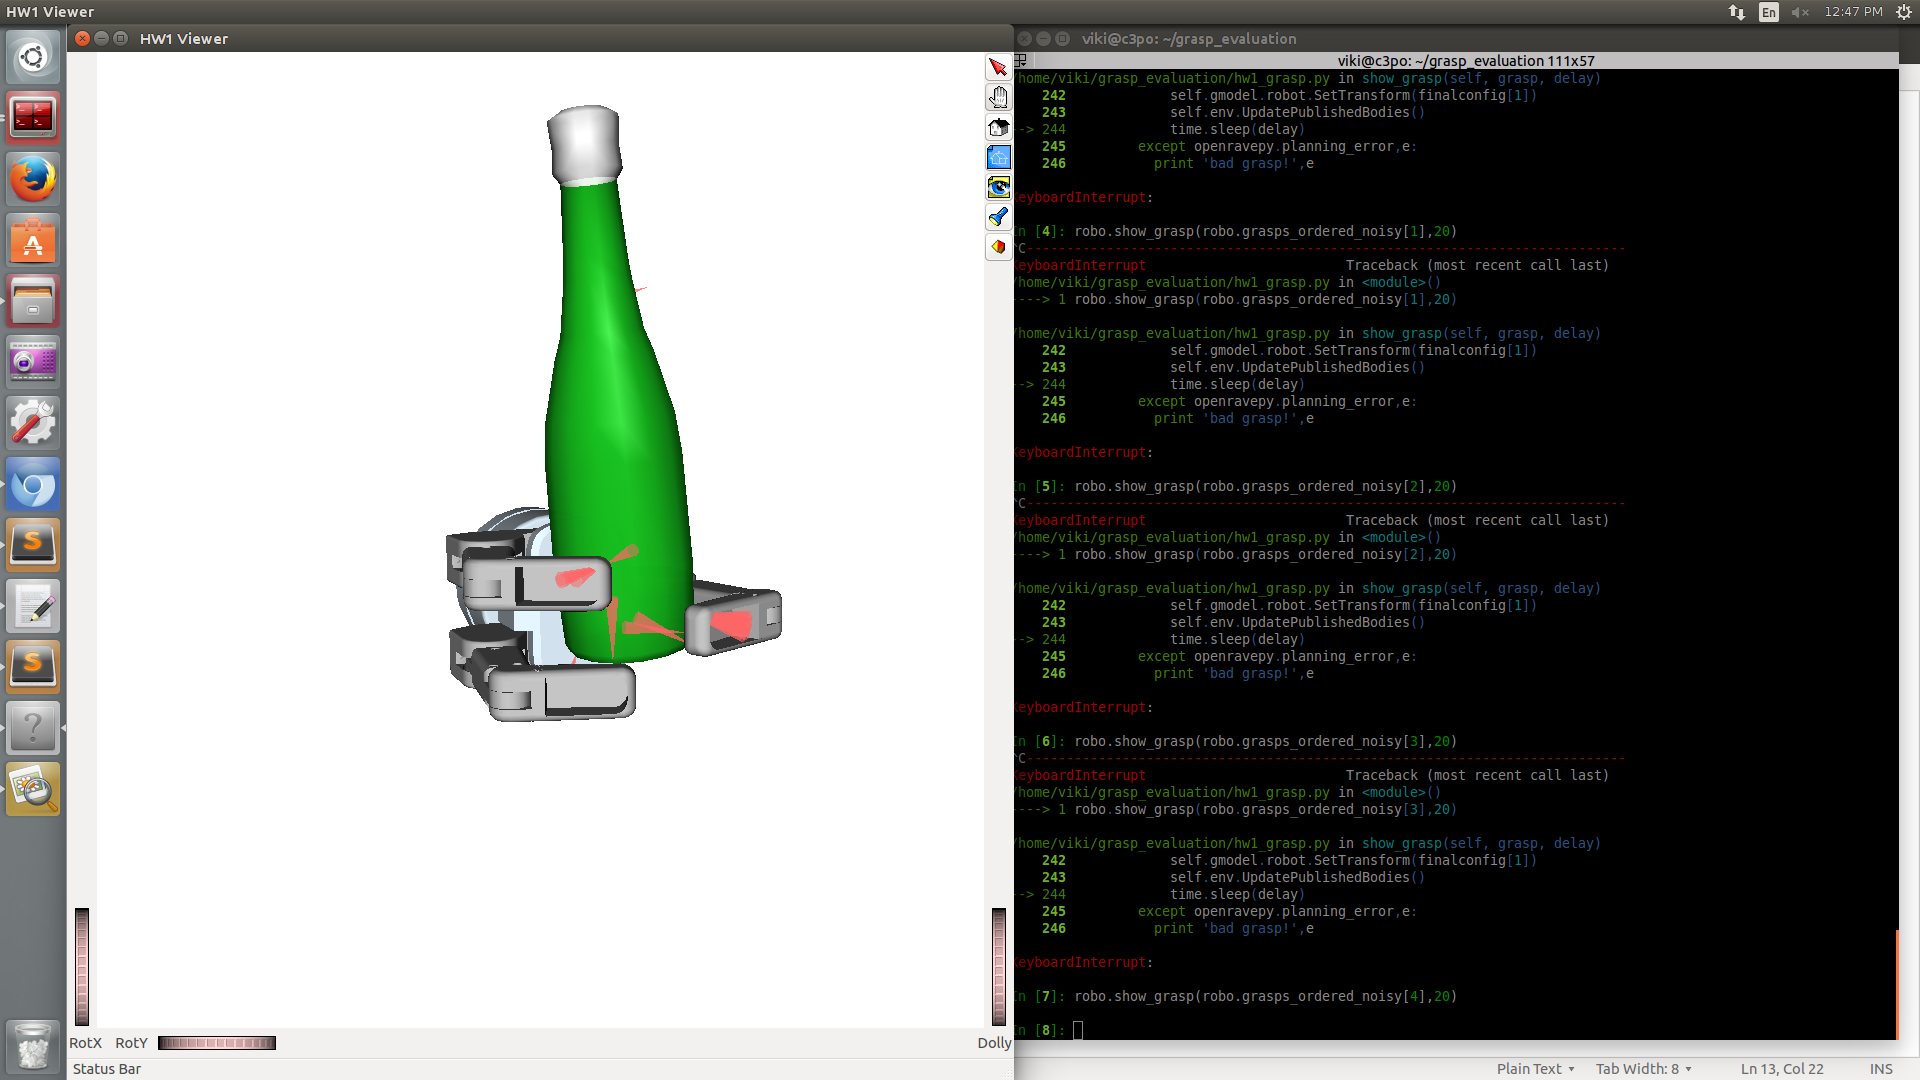 HW1 Viewer
En
12:47 PM
HW1 Viewer
RotX RotY
Dolly
Status Bar
viki@c3po: ~/grasp_evaluation
viki@c3po: ~/grasp_evaluation 111x57
/home/viki/grasp_evaluation/hw1_grasp.py in show_grasp(self, grasp, delay)
242 self.gmodel.robot.SetTransform(finalconfig[1])
243 self.env.UpdatePublishedBodies()
--> 244 time.sleep(delay)
245 except openravepy.planning_error,e:
246 print 'bad grasp!',e
KeyboardInterrupt:
In [4]: robo.show_grasp(robo.grasps_ordered_noisy[1],20)
^C---------------------------------------------------------------------------
KeyboardInterrupt Traceback (most recent call last)
/home/viki/grasp_evaluation/hw1_grasp.py in <module>()
----> 1 robo.show_grasp(robo.grasps_ordered_noisy[1],20)
/home/viki/grasp_evaluation/hw1_grasp.py in show_grasp(self, grasp, delay)
242 self.gmodel.robot.SetTransform(finalconfig[1])
243 self.env.UpdatePublishedBodies()
--> 244 time.sleep(delay)
245 except openravepy.planning_error,e:
246 print 'bad grasp!',e
KeyboardInterrupt:
In [5]: robo.show_grasp(robo.grasps_ordered_noisy[2],20)
^C---------------------------------------------------------------------------
KeyboardInterrupt Traceback (most recent call last)
/home/viki/grasp_evaluation/hw1_grasp.py in <module>()
----> 1 robo.show_grasp(robo.grasps_ordered_noisy[2],20)
/home/viki/grasp_evaluation/hw1_grasp.py in show_grasp(self, grasp, delay)
242 self.gmodel.robot.SetTransform(finalconfig[1])
243 self.env.UpdatePublishedBodies()
--> 244 time.sleep(delay)
245 except openravepy.planning_error,e:
246 print 'bad grasp!',e
KeyboardInterrupt:
In [6]: robo.show_grasp(robo.grasps_ordered_noisy[3],20)
^C---------------------------------------------------------------------------
KeyboardInterrupt Traceback (most recent call last)
/home/viki/grasp_evaluation/hw1_grasp.py in <module>()
----> 1 robo.show_grasp(robo.grasps_ordered_noisy[3],20)
/home/viki/grasp_evaluation/hw1_grasp.py in show_grasp(self, grasp, delay)
242 self.gmodel.robot.SetTransform(finalconfig[1])
243 self.env.UpdatePublishedBodies()
--> 244 time.sleep(delay)
245 except openravepy.planning_error,e:
246 print 'bad grasp!',e
KeyboardInterrupt:
In [7]: robo.show_grasp(robo.grasps_ordered_noisy[4],20)
In [8]:
Plain Text Tab Width: 8 Ln 13, Col 22 INS